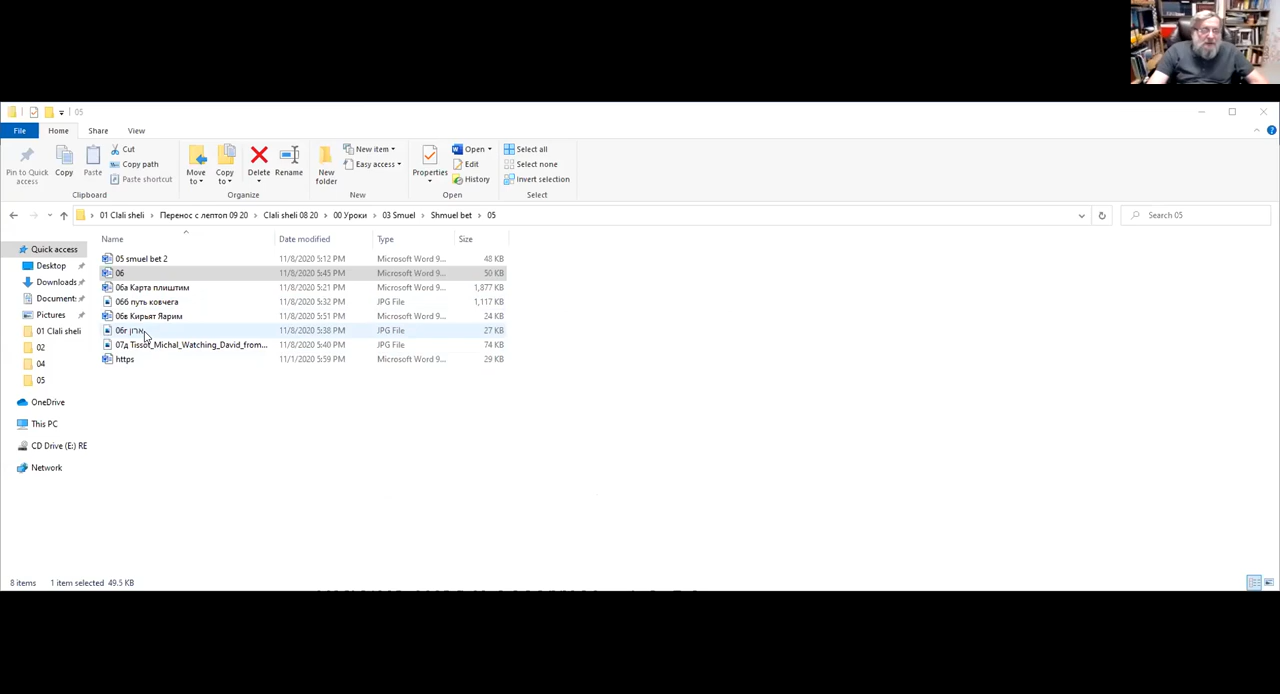 05
File Home Share View
Pin to Quick access
Copy
Paste
Cut
Copy path
Paste shortcut
Clipboard
Move to
Copy to
Delete
Rename
Organize
New folder
New item
Easy access
New
Properties
Open
Edit
History
Open
Select all
Select none
Invert selection
Select
01 Clali sheli > Перенос с лептоп 09 20 > Clali sheli 08 20 > 00 Уроки > 03 Smuel > Shmuel bet > 05
Search 05
Name Date modified Type Size
Quick access
Desktop
Downloads
Document:
Pictures
01 Clali sheli
02
04
05
OneDrive
This PC
CD Drive (E:) RE
Network
05 smuel bet 2 11/8/2020 5:12 PM Microsoft Word 9... 48 KB
06 11/8/2020 5:45 PM Microsoft Word 9... 50 KB
06а Карта плиштим 11/8/2020 5:21 PM Microsoft Word 9... 1,877 KB
06б путь ковчега 11/8/2020 5:32 PM JPG File 1,117 KB
06в Кирьят Яарим 11/8/2020 5:51 PM Microsoft Word 9... 24 KB
06г ארון 11/8/2020 5:38 PM JPG File 27 KB
07д Tissot_Michal_Watching_David_from... 11/8/2020 5:40 PM JPG File 74 KB
https 11/1/2020 5:59 PM Microsoft Word 9... 29 KB
8 items 1 item selected 49.5 KB